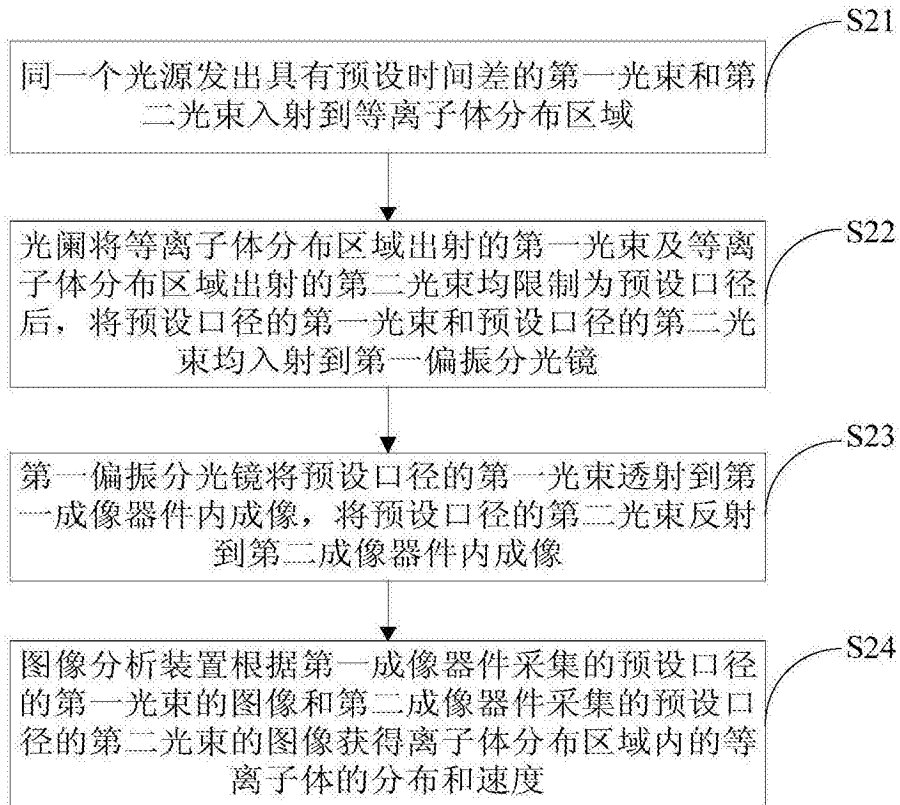 S21
同一个光源发出具有预设时间差的第一光束和第
二光束入射到等离子体分布区域
S22
光阑将等离子体分布区域出射的第一光束及等离
子体分布区域出射的第二光束均限制为预设口径
后，将预设口径的第一光束和预设口径的第二光
束均入射到第一偏振分光镜
S23
第一偏振分光镜将预设口径的第一光束透射到第
一成像器件内成像，将预设口径的第二光束反射
到第二成像器件内成像
S24
图像分析装置根据第一成像器件采集的预设口径
的第一光束的图像和第二成像器件采集的预设口
径的第二光束的图像获得离子体分布区域内的等
离子体的分布和速度